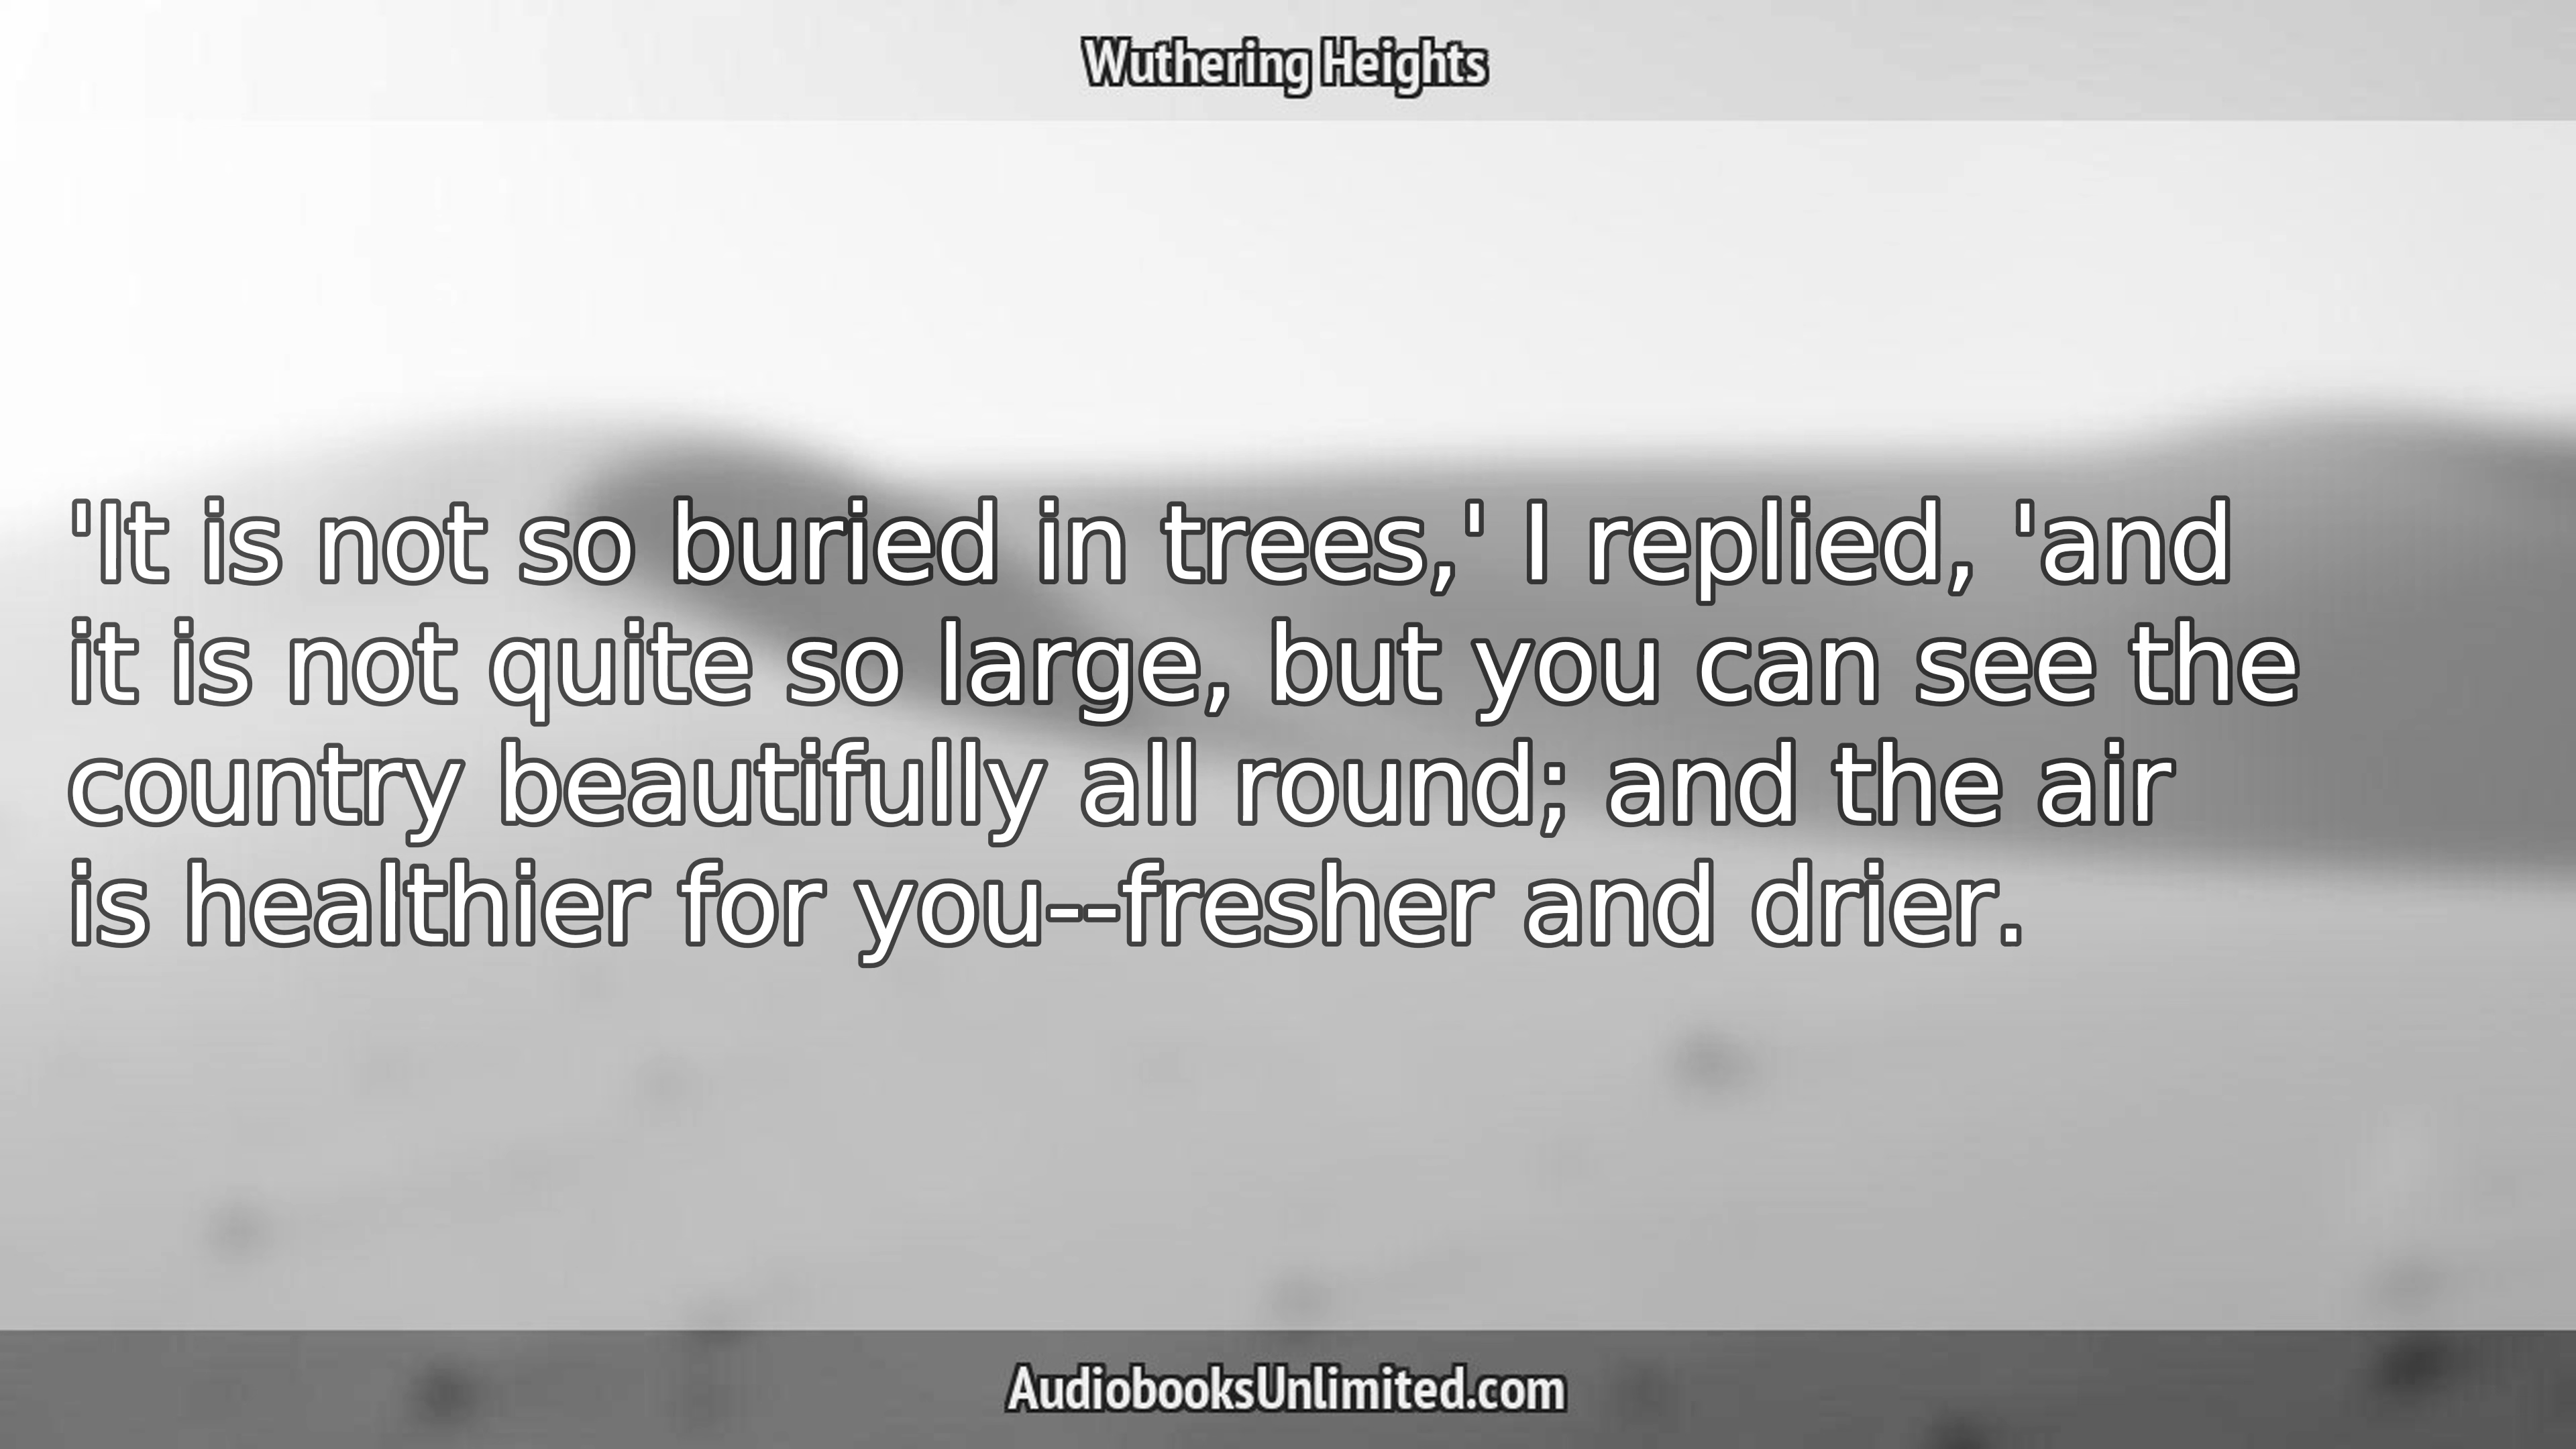 Wuthering Heights
'It is not so buried in trees,' I replied, 'and
it is not quite so large, but you can see the
country beautifully all round; and the air
is healthier for you--fresher and drier.
AudiobooksUnlimited.com